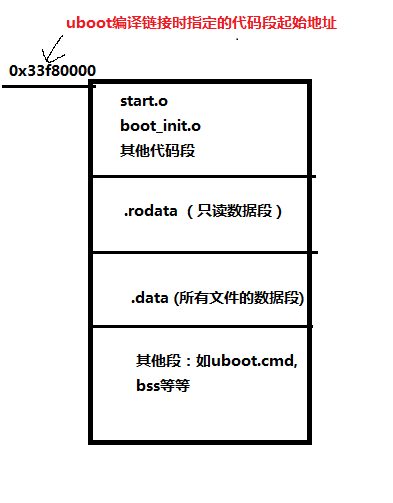 uboot编译链接时指定的代码段起始地址
0x33f80000
start.o
boot_init.o
其他代码段
.rodata （只读数据段）
.data (所有文件的数据段)
其他段：如uboot.cmd,
bss等等